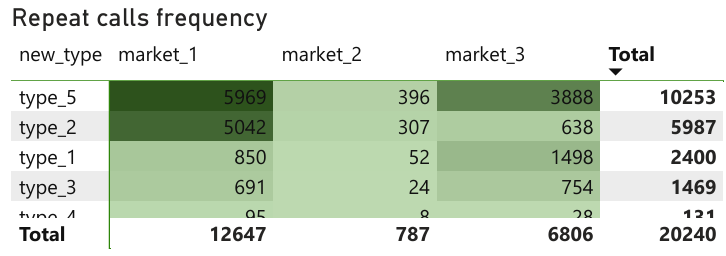 Repeat calls frequency
new_type market_1 market_2 market_3 Total
type_5 5969 396 3888 10253
type_2 5042 307 638 5987
type_1 850 52 1498 2400
type_3 691 24 754 1469
type_4 95 8 28 131
Total 12647 787 6806 20240